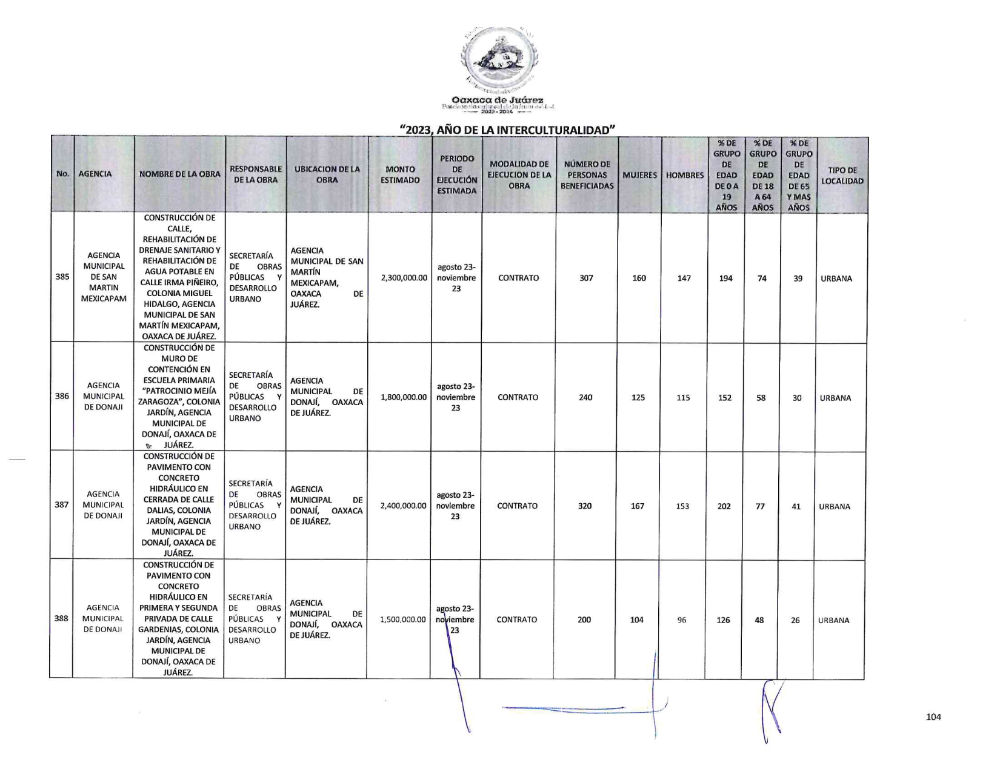 Oaxaca de Juárez
Patrimonio cultural de la humanidad
2022 - 2024
“2023, AÑO DE LA INTERCULTURALIDAD”
No.
AGENCIA
NOMBRE DE LA OBRA
RESPONSABLE
DE LA OBRA
UBICACION DE LA
OBRA
MONTO
ESTIMADO
PERIODO
DE
EJECUCIÓN
ESTIMADA
MODALIDAD DE
EJECUCION DE LA
OBRA
NÚMERO DE
PERSONAS
BENEFICIADAS
MUJERES
HOMBRES
% DE
GRUPO
DE
EDAD
DE 0 A
19
AÑOS
% DE
GRUPO
DE
EDAD
DE 18
A 64
AÑOS
% DE
GRUPO
DE
EDAD
DE 65
Y MAS
AÑOS
TIPO DE
LOCALIDAD
385
AGENCIA
MUNICIPAL
DE SAN
MARTIN
MEXICAPAM
CONSTRUCCIÓN DE
CALLE,
REHABILITACIÓN DE
DRENAJE SANITARIO Y
REHABILITACIÓN DE
AGUA POTABLE EN
CALLE IRMA PIÑEIRO,
COLONIA MIGUEL
HIDALGO, AGENCIA
MUNICIPAL DE SAN
MARTÍN MEXICAPAM,
OAXACA DE JUÁREZ.
SECRETARÍA
DE OBRAS
PÚBLICAS Y
DESARROLLO
URBANO
AGENCIA
MUNICIPAL DE SAN
MARTÍN
MEXICAPAM,
OAXACA DE
JUÁREZ.
2,300,000.00
agosto 23-
noviembre
23
CONTRATO
307
160
147
194
74
39
URBANA
386
AGENCIA
MUNICIPAL
DE DONAJI
CONSTRUCCIÓN DE
MURO DE
CONTENCIÓN EN
ESCUELA PRIMARIA
“PATROCINIO MEJÍA
ZARAGOZA”, COLONIA
JARDÍN, AGENCIA
MUNICIPAL DE
DONAJÍ, OAXACA DE
JUÁREZ.
SECRETARÍA
DE OBRAS
PÚBLICAS Y
DESARROLLO
URBANO
AGENCIA
MUNICIPAL DE
DONAJÍ, OAXACA
DE JUÁREZ.
1,800,000.00
agosto 23-
noviembre
23
CONTRATO
240
125
115
152
58
30
URBANA
387
AGENCIA
MUNICIPAL
DE DONAJI
CONSTRUCCIÓN DE
PAVIMENTO CON
CONCRETO
HIDRÁULICO EN
CERRADA DE CALLE
DALIAS, COLONIA
JARDÍN, AGENCIA
MUNICIPAL DE
DONAJÍ, OAXACA DE
JUÁREZ.
SECRETARÍA
DE OBRAS
PÚBLICAS Y
DESARROLLO
URBANO
AGENCIA
MUNICIPAL DE
DONAJÍ, OAXACA
DE JUÁREZ.
2,400,000.00
agosto 23-
noviembre
23
CONTRATO
320
167
153
202
77
41
URBANA
388
AGENCIA
MUNICIPAL
DE DONAJI
CONSTRUCCIÓN DE
PAVIMENTO CON
CONCRETO
HIDRÁULICO EN
PRIMERA Y SEGUNDA
PRIVADA DE CALLE
GARDENIAS, COLONIA
JARDÍN, AGENCIA
MUNICIPAL DE
DONAJÍ, OAXACA DE
JUÁREZ.
SECRETARÍA
DE OBRAS
PÚBLICAS Y
DESARROLLO
URBANO
AGENCIA
MUNICIPAL DE
DONAJÍ, OAXACA
DE JUÁREZ.
1,500,000.00
agosto 23-
noviembre
23
CONTRATO
200
104
96
126
48
26
URBANA
104